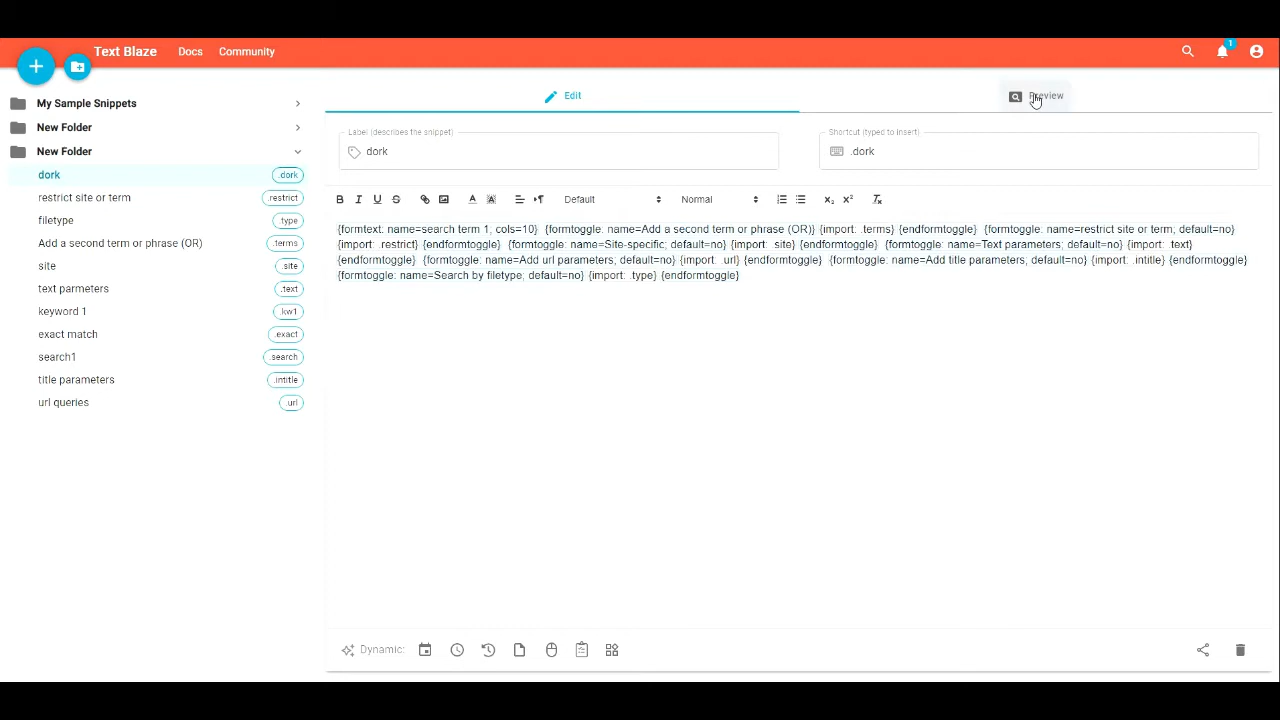 Text Blaze Docs Community 1
My Sample Snippets
New Folder
New Folder
dork .dork
restrict site or term .restrict
filetype .type
Add a second term or phrase (OR) .terms
site .site
text parmeters .text
keyword 1 .kw1
exact match .exact
search1 .search
title parameters .intitle
url queries .url
Edit Preview
Label (describes the snippet) Shortcut (typed to insert)
dork .dork
B I U S A A Default Normal X₂ X² Tx
{formtext: name=search term 1; cols=10} {formtoggle: name=Add a second term or phrase (OR)} {import: .terms} {endformtoggle} {formtoggle: name=restrict site or term; default=no}
{import: .restrict} {endformtoggle} {formtoggle: name=Site-specific; default=no} {import: .site} {endformtoggle} {formtoggle: name=Text parameters; default=no} {import: .text}
{endformtoggle} {formtoggle: name=Add url parameters; default=no} {import: .url} {endformtoggle} {formtoggle: name=Add title parameters; default=no} {import: .intitle} {endformtoggle}
{formtoggle: name=Search by filetype; default=no} {import: .type} {endformtoggle}
Dynamic: